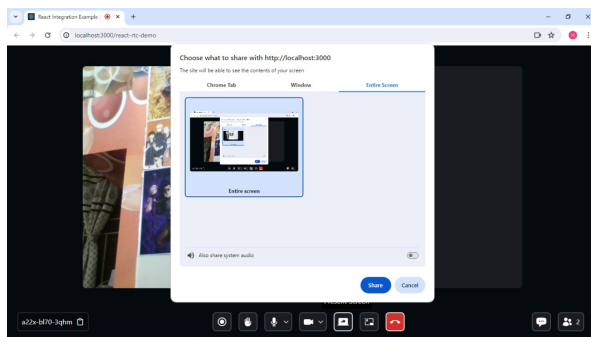 React Integration Example
localhost:3000/react-rtc-demo
Choose what to share with http://localhost:3000
The site will be able to see the contents of your screen
Chrome Tab
Window
Entire Screen
Entire screen
Also share system audio
Share
Cancel
Present Screen
a22x-bl70-3qhm
2